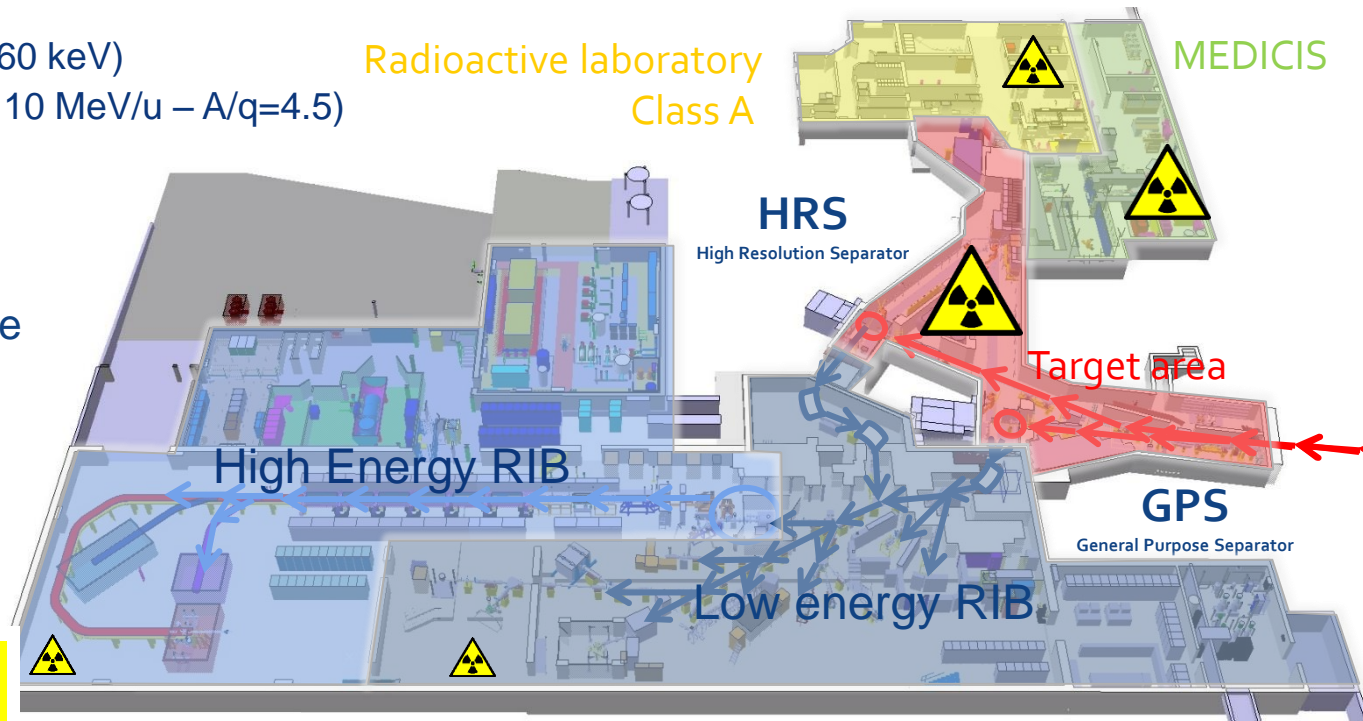 60 keV)
10 MeV/u – A/q=4.5)
e
Radioactive laboratory
Class A
MEDICIS
HRS
High Resolution Separator
Target area
GPS
General Purpose Separator
High Energy RIB
Low energy RIB